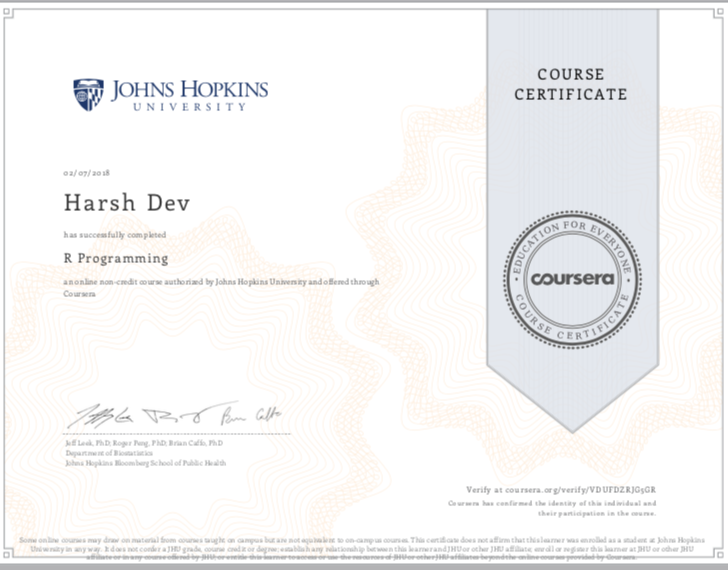 JOHNS HOPKINS
UNIVERSITY
COURSE
CERTIFICATE
02/07/2018
Harsh Dev
has successfully completed
R Programming
an online non-credit course authorized by Johns Hopkins University and offered through
Coursera
EDUCATION FOR EVERYONE
coursera
COURSE CERTIFICATE
Jeff Leek, PhD; Roger Peng, PhD; Brian Caffo, PhD
Department of Biostatistics
Johns Hopkins Bloomberg School of Public Health
Verify at coursera.org/verify/VDUFDZRJG5GR
Coursera has confirmed the identity of this individual and
their participation in the course.
Some online courses may draw on material from courses taught on campus but are not equivalent to on-campus courses. This certificate does not affirm that this learner was enrolled as a student at Johns Hopkins
University in any way. It does not confer a JHU grade, course credit or degree; establish any relationship between this learner and JHU or other JHU affiliate; enroll or register this learner at JHU or other JHU
affiliate or in any course offered by JHU; or entitle this learner to access or use the resources of JHU or other JHU affiliates beyond the online courses provided by Coursera.